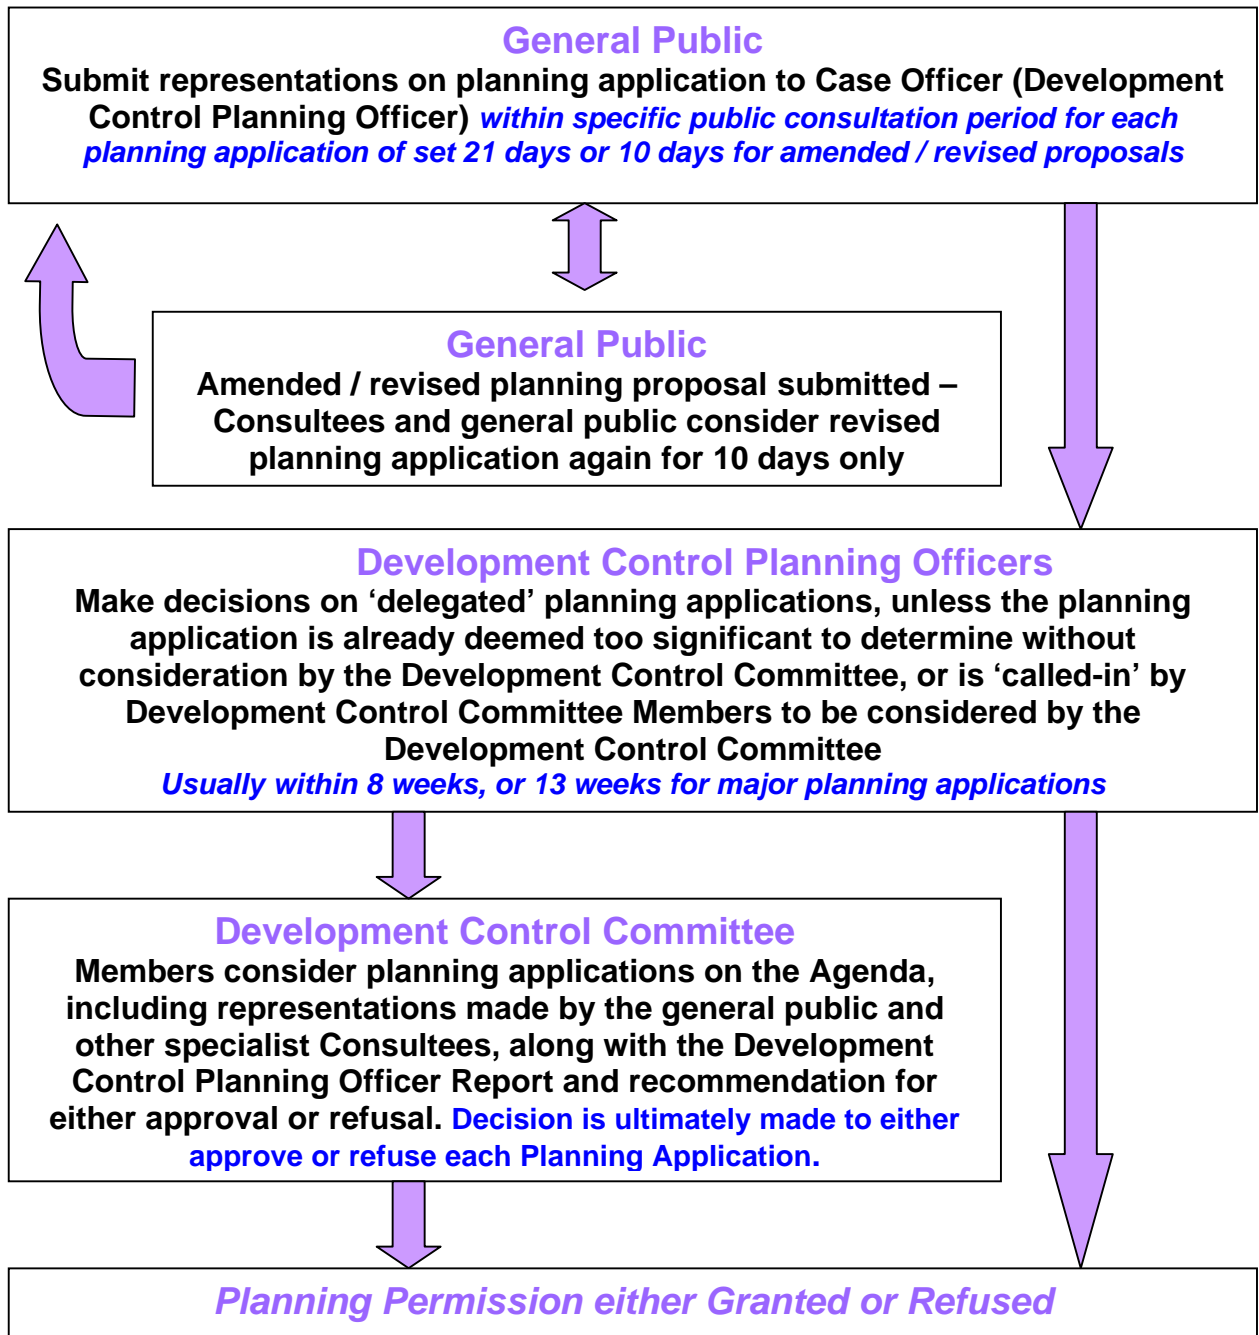 General Public
Submit representations on planning application to Case Officer (Development
Control Planning Officer) within specific public consultation period for each
planning application of set 21 days or 10 days for amended / revised proposals
General Public
Amended / revised planning proposal submitted –
Consultees and general public consider revised
planning application again for 10 days only
Development Control Planning Officers
Make decisions on ‘delegated’ planning applications, unless the planning
application is already deemed too significant to determine without
consideration by the Development Control Committee, or is ‘called-in’ by
Development Control Committee Members to be considered by the
Development Control Committee
Usually within 8 weeks, or 13 weeks for major planning applications
Development Control Committee
Members consider planning applications on the Agenda,
including representations made by the general public and
other specialist Consultees, along with the Development
Control Planning Officer Report and recommendation for
either approval or refusal. Decision is ultimately made to either
approve or refuse each Planning Application.
Planning Permission either Granted or Refused